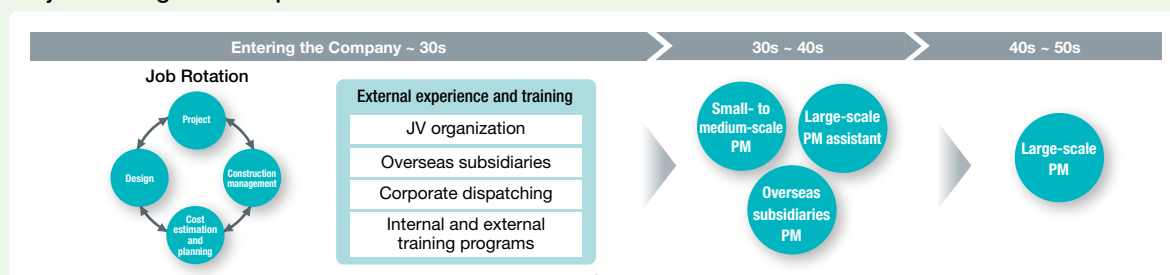 Entering the Company ~ 30s
30s ~ 40s
40s ~ 50s
Job Rotation
Project
Design
Construction
management
Cost
estimation
and
planning
External experience and training
JV organization
Overseas subsidiaries
Corporate dispatching
Internal and external
training programs
Small- to
medium-scale
PM
Large-scale
PM assistant
Overseas
subsidiaries
PM
Large-scale
PM